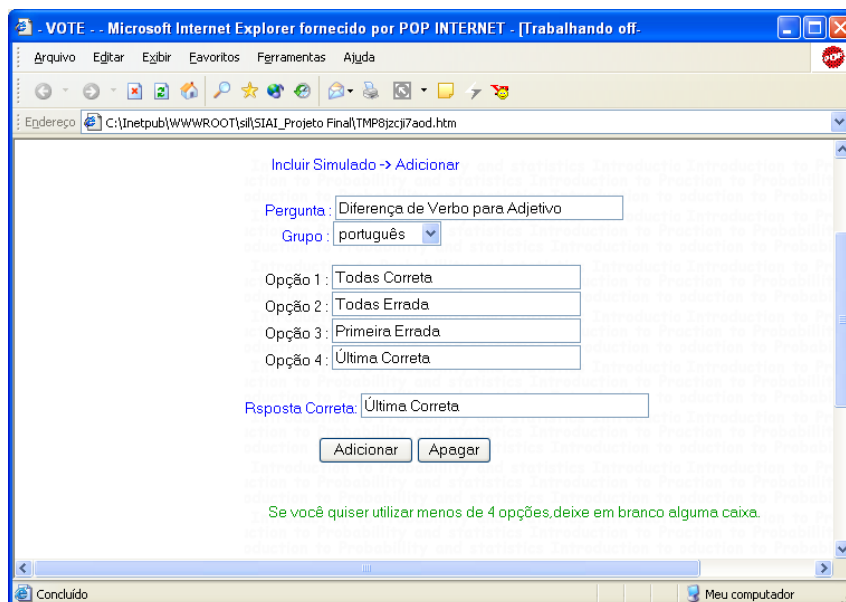 - VOTE - - Microsoft Internet Explorer fornecido por POP INTERNET - [Trabalhando off-
Arquivo Editar Exibir Favoritos Ferramentas Ajuda
Endereço C:\Inetpub\WWWROOT\sil\SIAI_Projeto Final\TMP8jzcji7aod.htm
Incluir Simulado -> Adicionar
Pergunta : Diferença de Verbo para Adjetivo
Grupo : português
Opção 1 : Todas Correta
Opção 2 : Todas Errada
Opção 3 : Primeira Errada
Opção 4 : Última Correta
Rsposta Correta: Última Correta
Adicionar Apagar
Se você quiser utilizar menos de 4 opções,deixe em branco alguma caixa.
Concluído Meu computador